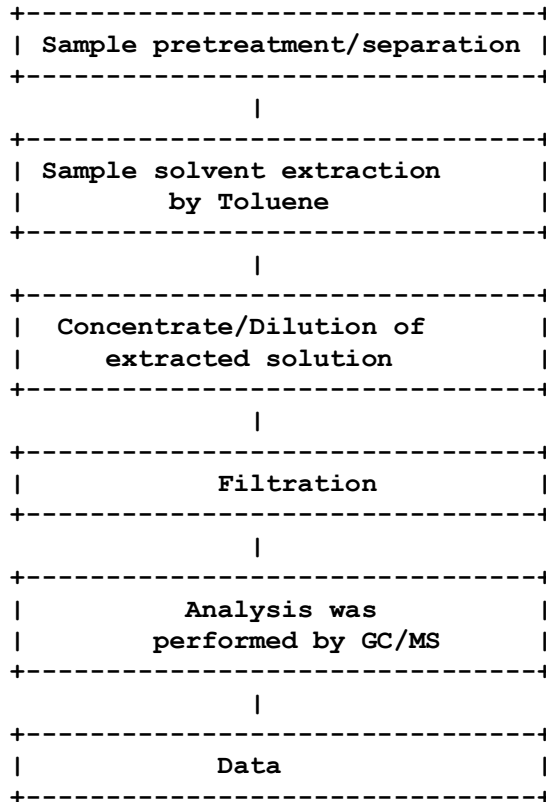 Sample pretreatment/separation
Sample solvent extraction
by Toluene
Concentrate/Dilution of
extracted solution
Filtration
Analysis was
performed by GC/MS
Data